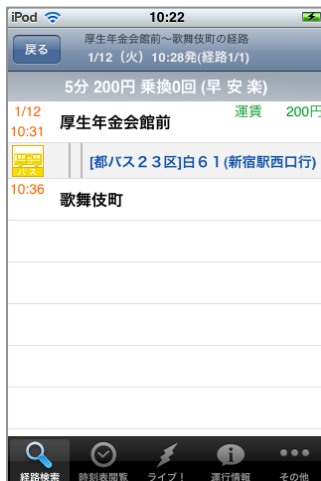 iPod 10:22
戻る
厚生年金会館前〜歌舞伎町の経路
1/12（火）10:28発(経路1/1)
5分 200円 乗換0回 (早 安 楽)
1/12 運賃 200円
10:31 厚生年金会館前
バス [都バス２３区]白６１(新宿駅西口行)
10:36 歌舞伎町
経路検索 時刻表閲覧 ライブ！ 運行情報 その他